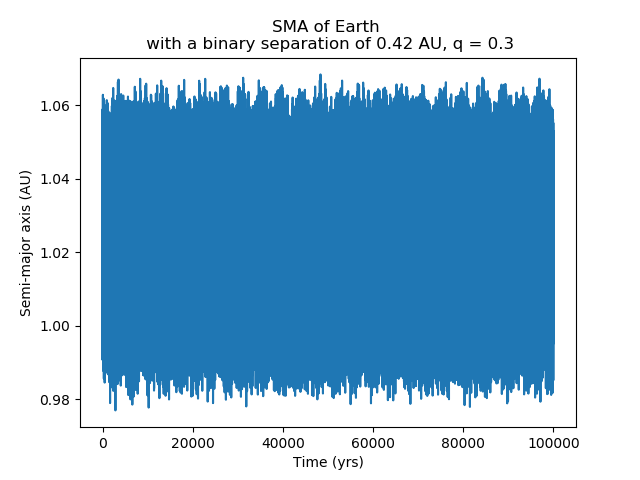 SMA of Earth
with a binary separation of 0.42 AU, q = 0.3
Semi-major axis (AU)
1.06
1.04
1.02
1.00
0.98
0
20000
40000
60000
80000
100000
Time (yrs)